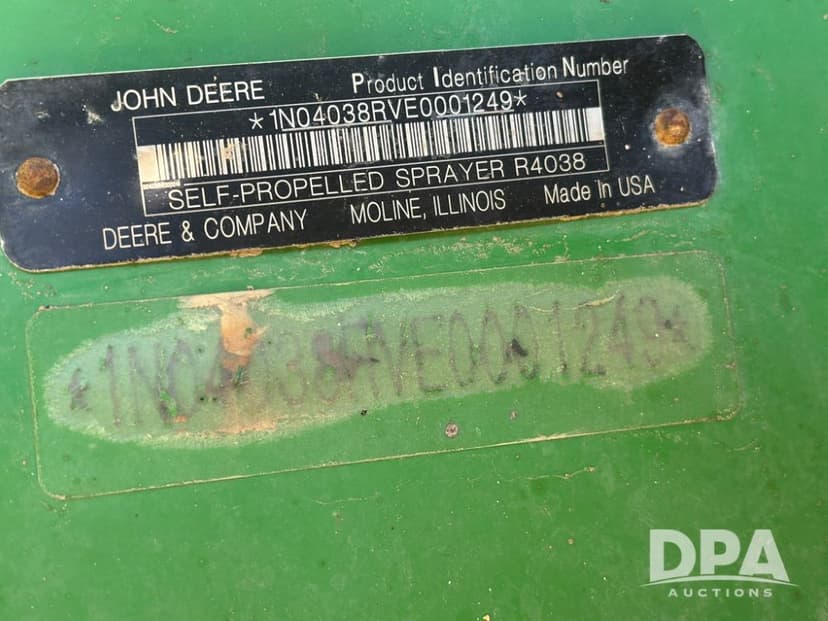 JOHN DEERE Product Identification Number
*1N04038RVE0001249*
SELF-PROPELLED SPRAYER R4038
DEERE & COMPANY MOLINE, ILLINOIS Made in USA
*1N04038RVE0001249*
DPA
AUCTIONS